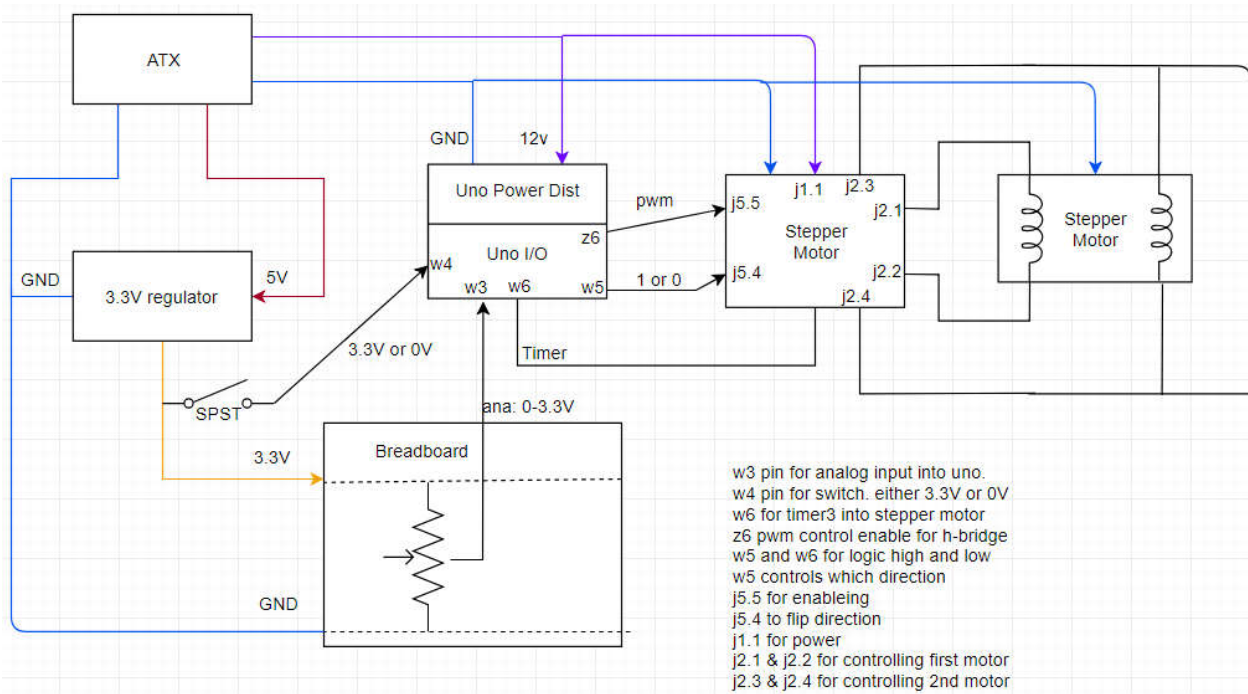 ATX
GND
12v
Uno Power Dist
Uno I/O
z6
w4
w3
w6
w5
pwm
1 or 0
Timer
j5.5
j1.1
j2.3
j2.1
Stepper
Motor
j5.4
j2.2
j2.4
Stepper
Motor
GND
5V
3.3V regulator
3.3V or 0V
SPST
ana: 0-3.3V
3.3V
Breadboard
GND
w3 pin for analog input into uno.
w4 pin for switch. either 3.3V or 0V
w6 for timer3 into stepper motor
z6 pwm control enable for h-bridge
w5 and w6 for logic high and low
w5 controls which direction
j5.5 for enableing
j5.4 to flip direction
j1.1 for power
j2.1 & j2.2 for controlling first motor
j2.3 & j2.4 for controlling 2nd motor